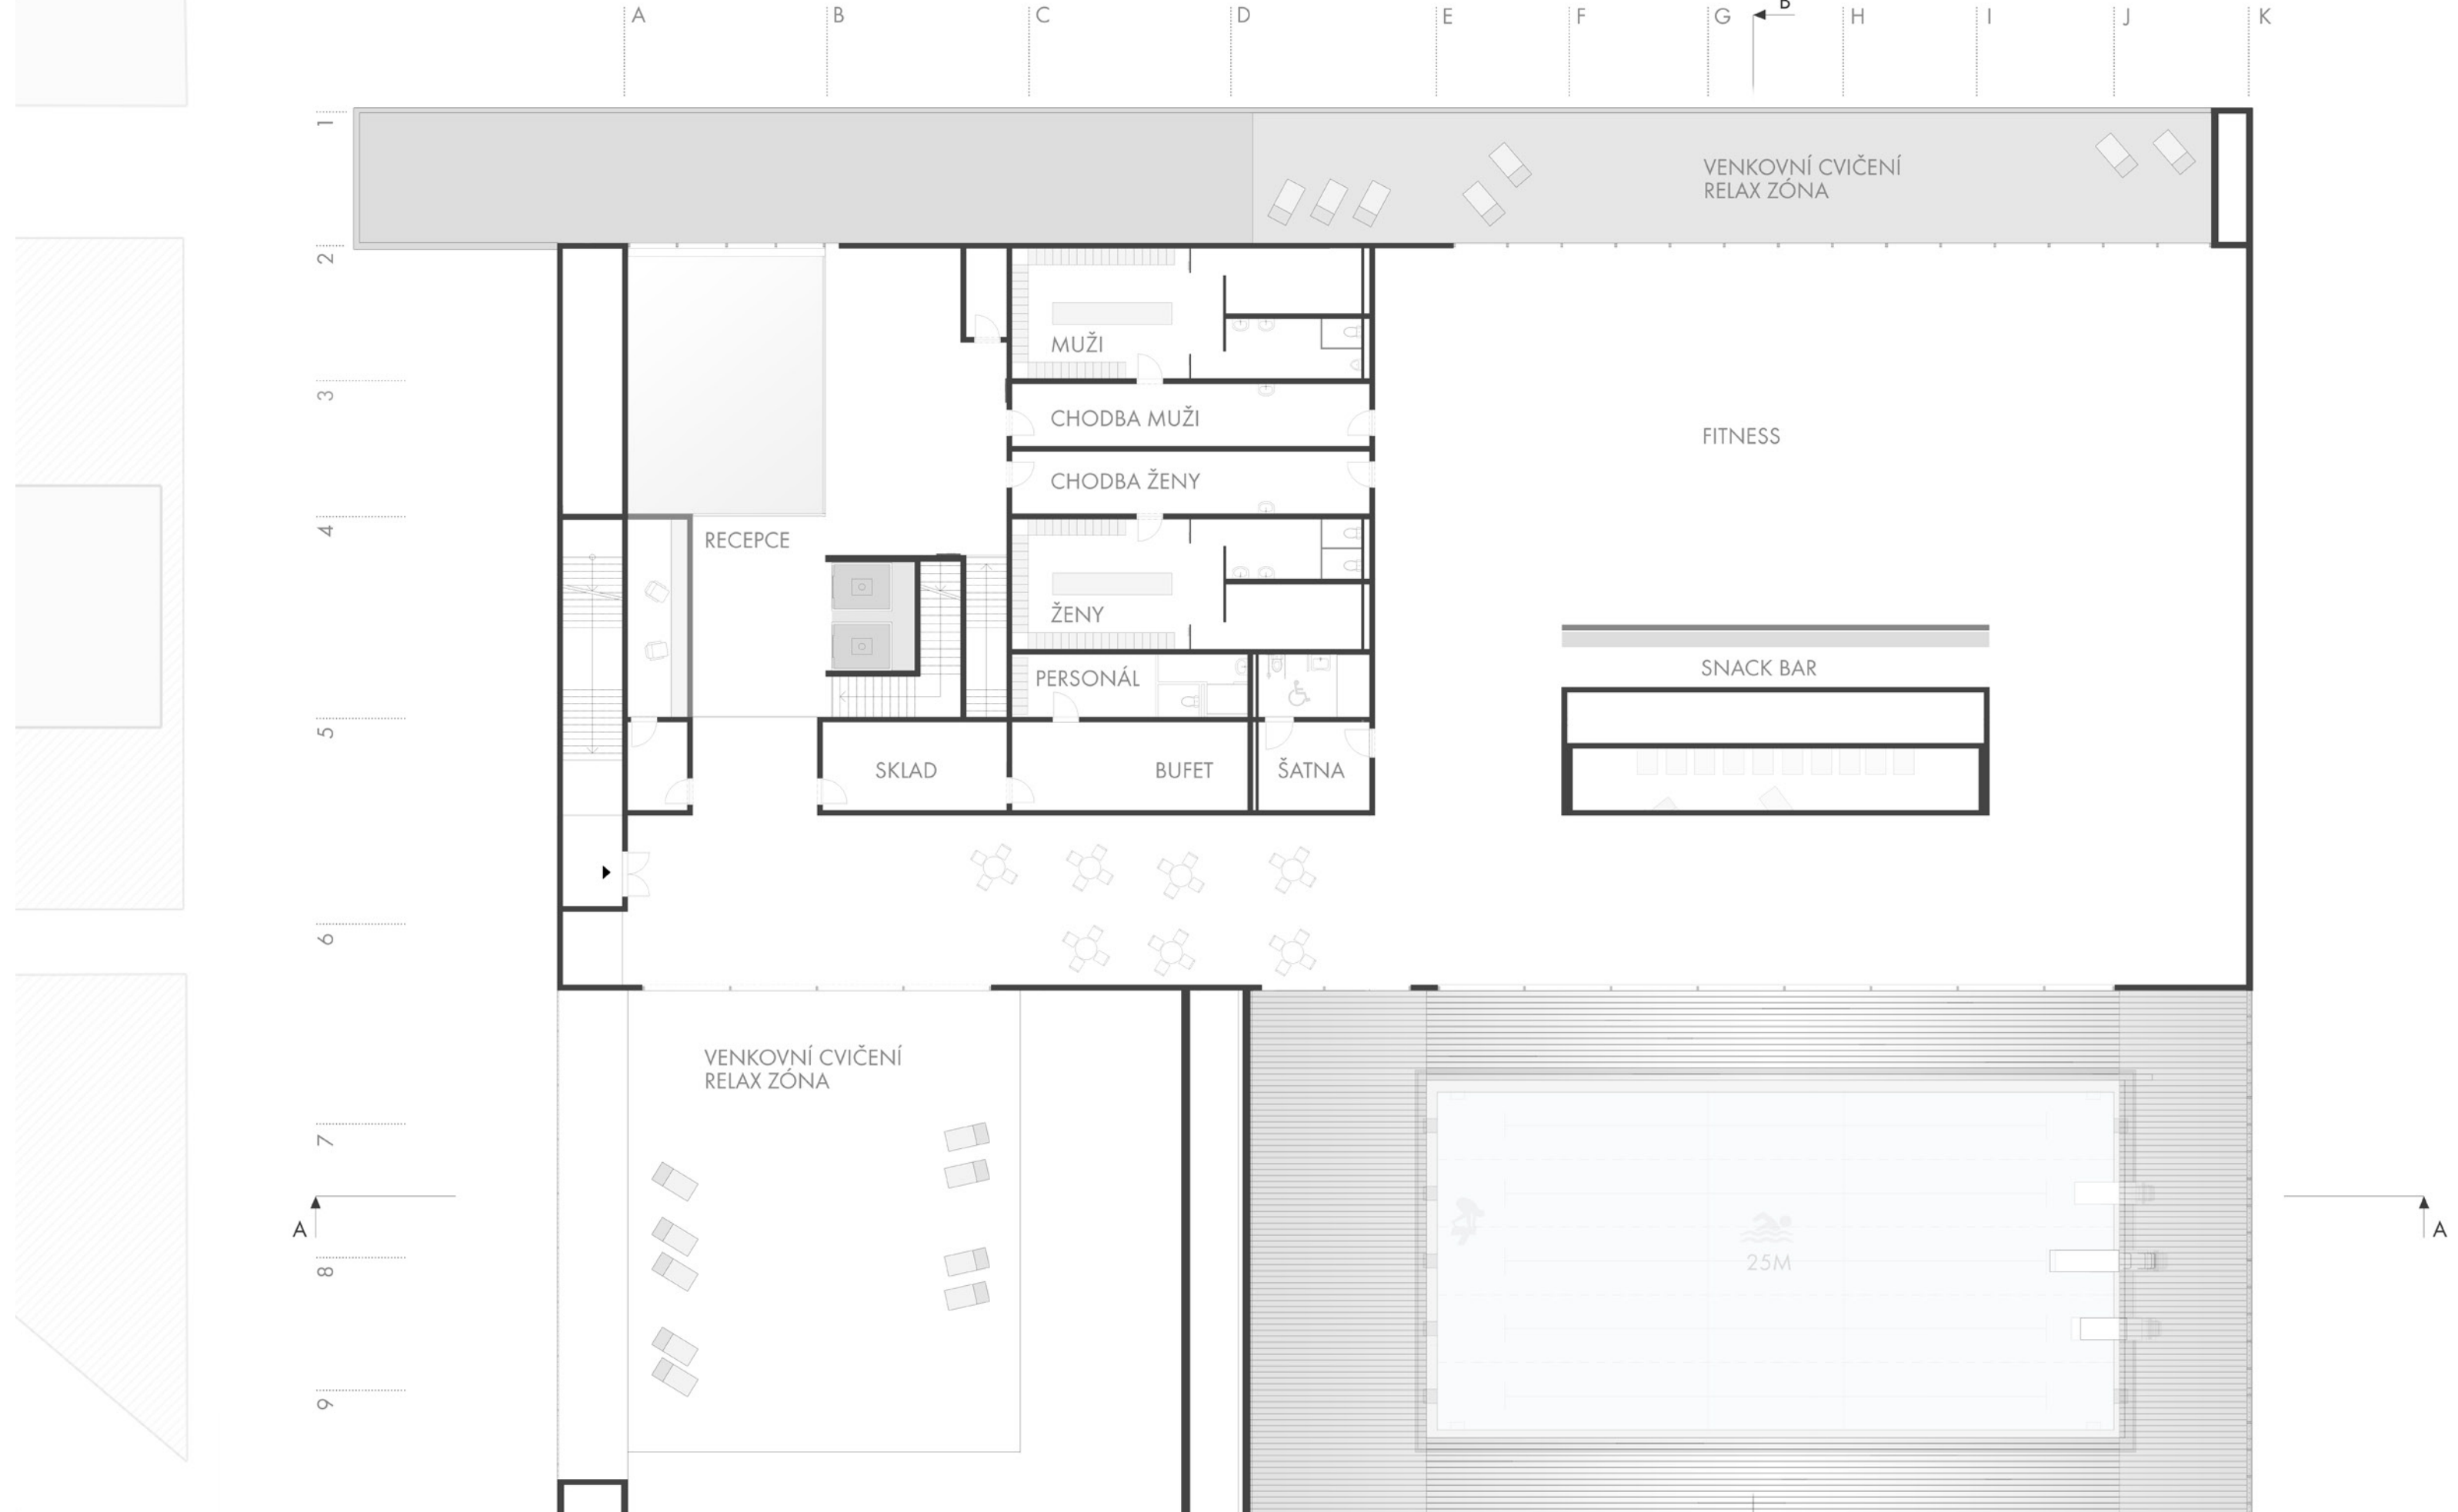 A B C D E F G B H I J K
1
VENKOVNÍ CVIČENÍ
RELAX ZÓNA
2
MUŽI
3
CHODBA MUŽI
FITNESS
CHODBA ŽENY
4
RECEPCE
ŽENY
SNACK BAR
PERSONÁL
5
SKLAD
BUFET
ŠATNA
6
VENKOVNÍ CVIČENÍ
RELAX ZÓNA
7
A
A
8
25M
9